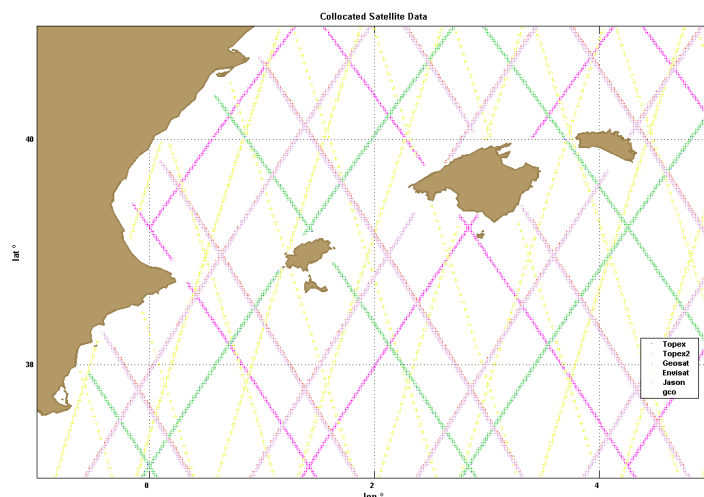 Collocated Satellite Data
40
lat °
38
Topex
Topex2
Geosat
Envisat
Jason
gco
0
2
4
lon °